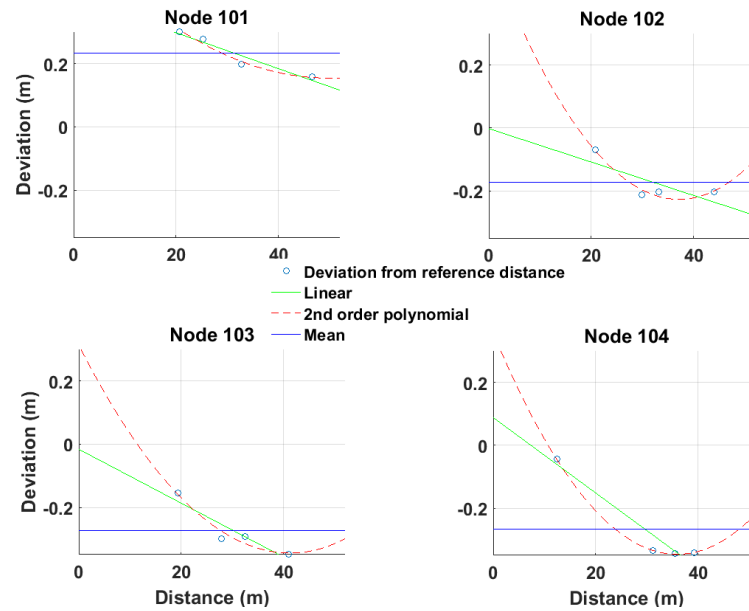 Node 101
0.2
0
-0.2
Deviation (m)
0
20
40
Node 102
0.2
0
-0.2
0
20
40
Deviation from reference distance
Linear
2nd order polynomial
Mean
Node 103
0.2
0
-0.2
Deviation (m)
0
20
40
Distance (m)
Node 104
0.2
0
-0.2
0
20
40
Distance (m)